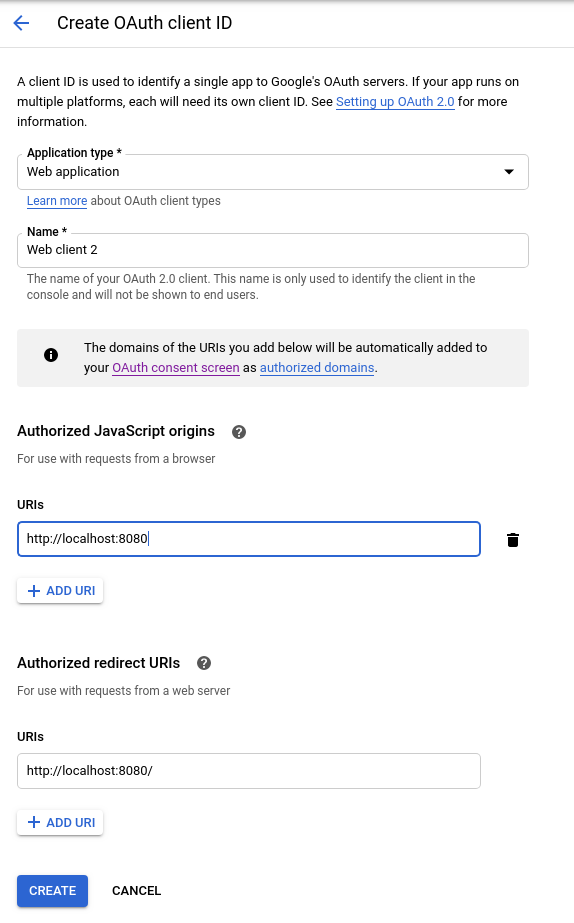 Create OAuth client ID
A client ID is used to identify a single app to Google's OAuth servers. If your app runs on
multiple platforms, each will need its own client ID. See Setting up OAuth 2.0 for more
information.
Application type *
Web application
Learn more about OAuth client types
Name *
Web client 2
The name of your OAuth 2.0 client. This name is only used to identify the client in the
console and will not be shown to end users.
The domains of the URIs you add below will be automatically added to
your OAuth consent screen as authorized domains.
Authorized JavaScript origins
For use with requests from a browser
URIs
http://localhost:8080
ADD URI
Authorized redirect URIs
For use with requests from a web server
URIs
http://localhost:8080/
ADD URI
CREATE CANCEL